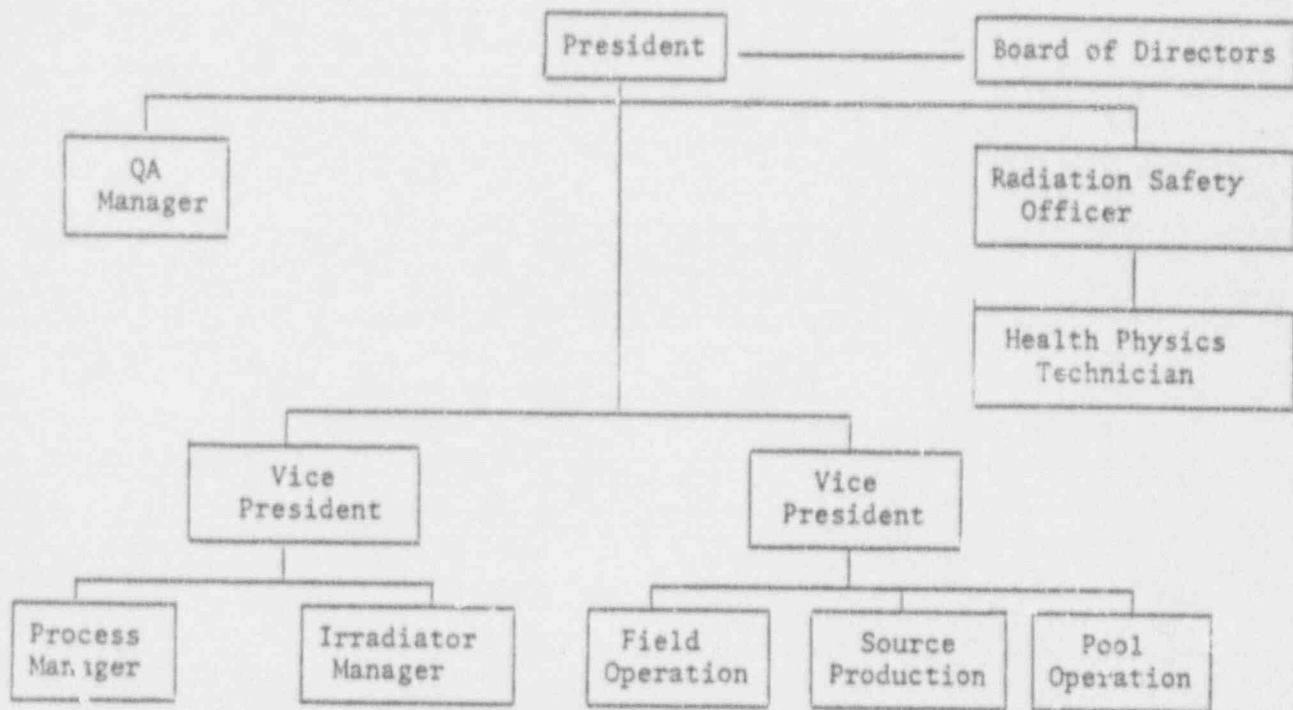 President
Board of Directors
QA
Manager
Radiation Safety
Officer
Health Physics
Technician
Vice
President
Vice
President
Process
Manager
Irradiator
Manager
Field
Operation
Source
Production
Pool
Operation